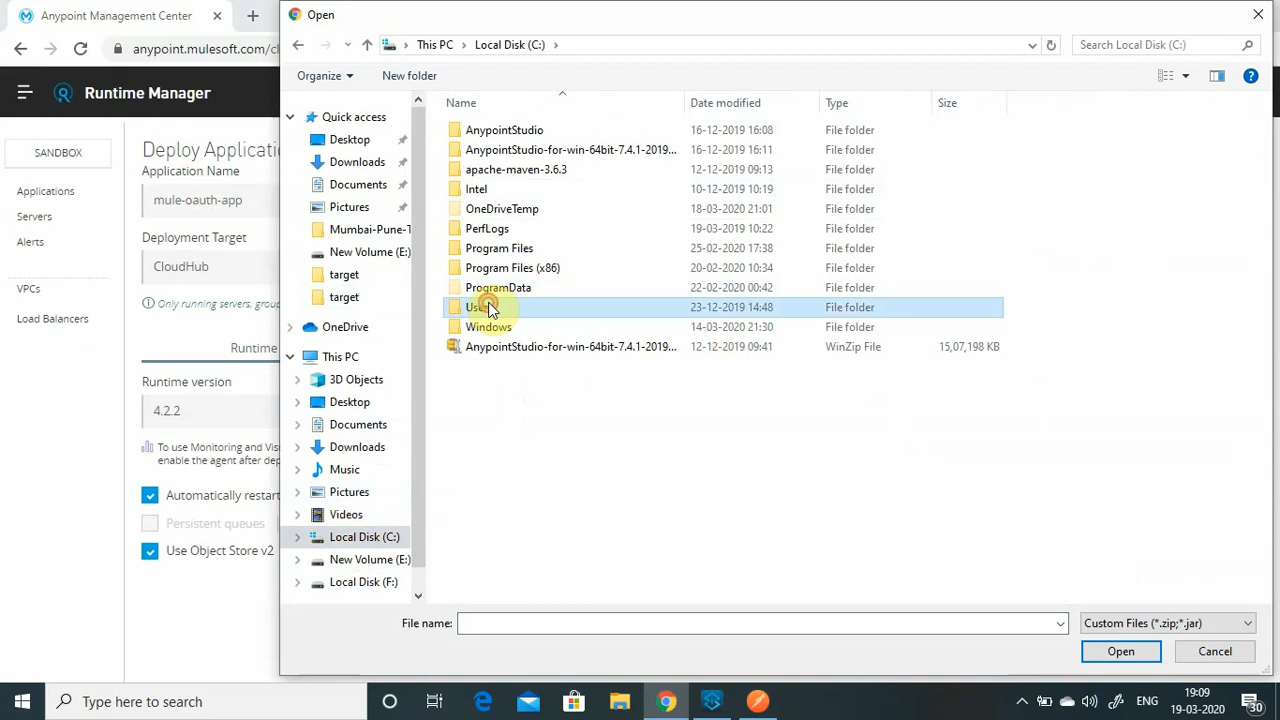 Anypoint Management Center
Open
anypoint.mulesoft.com/cl
This PC
Local Disk (C:)
Search Local Disk (C:)
Organize
New folder
Runtime Manager
SANDBOX
Applications
Servers
Alerts
VPCs
Load Balancers
Deploy Applicatio
Application Name
mule-oauth-app
Deployment Target
CloudHub
Only running servers, group
Runtime
Runtime version
4.2.2
To use Monitoring and Vis
enable the agent after dep
Automatically restart
Persistent queues
Use Object Store v2
Quick access
Desktop
Downloads
Documents
Pictures
Mumbai-Pune-T
New Volume (E:)
target
target
OneDrive
This PC
3D Objects
Desktop
Documents
Downloads
Music
Pictures
Videos
Local Disk (C:)
New Volume (E:)
Local Disk (F:)
Name Date modified Type Size
AnypointStudio 16-12-2019 16:08 File folder
AnypointStudio-for-win-64bit-7.4.1-2019... 16-12-2019 16:11 File folder
apache-maven-3.6.3 12-12-2019 09:13 File folder
Intel 10-12-2019 10:19 File folder
OneDriveTemp 18-03-2020 21:01 File folder
PerfLogs 19-03-2019 10:22 File folder
Program Files 25-02-2020 17:38 File folder
Program Files (x86) 20-02-2020 10:34 File folder
ProgramData 22-02-2020 00:42 File folder
23-12-2019 14:48 File folder
Windows 14-03-2020 21:30 File folder
AnypointStudio-for-win-64bit-7.4.1-2019... 12-12-2019 09:41 WinZip File 15,07,198 KB
File name:
Custom Files (*.zip;*.jar)
Open
Cancel
Type here to search
ENG
19:09
19-03-2020
30